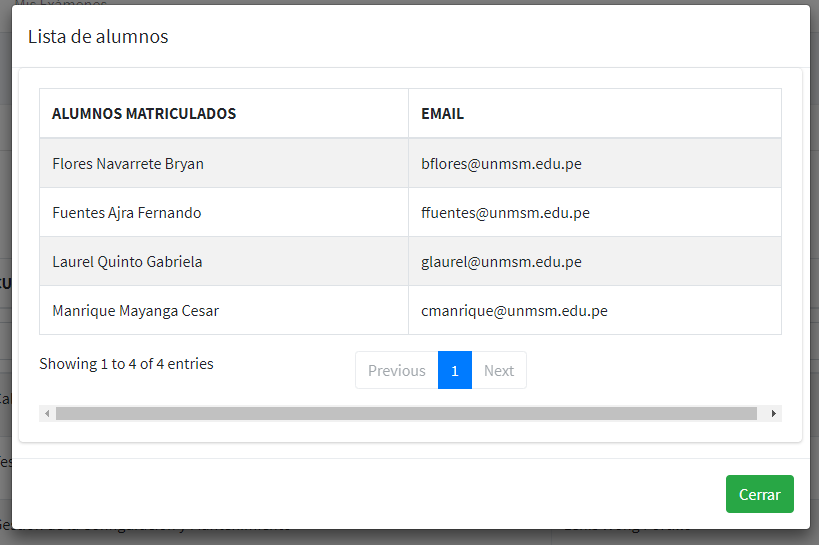 Mis Exámenes
Lista de alumnos
ALUMNOS MATRICULADOS EMAIL
Flores Navarrete Bryan bflores@unmsm.edu.pe
Fuentes Ajra Fernando ffuentes@unmsm.edu.pe
Laurel Quinto Gabriela glaurel@unmsm.edu.pe
Manrique Mayanga Cesar cmanrique@unmsm.edu.pe
Showing 1 to 4 of 4 entries
Previous 1 Next
Cerrar